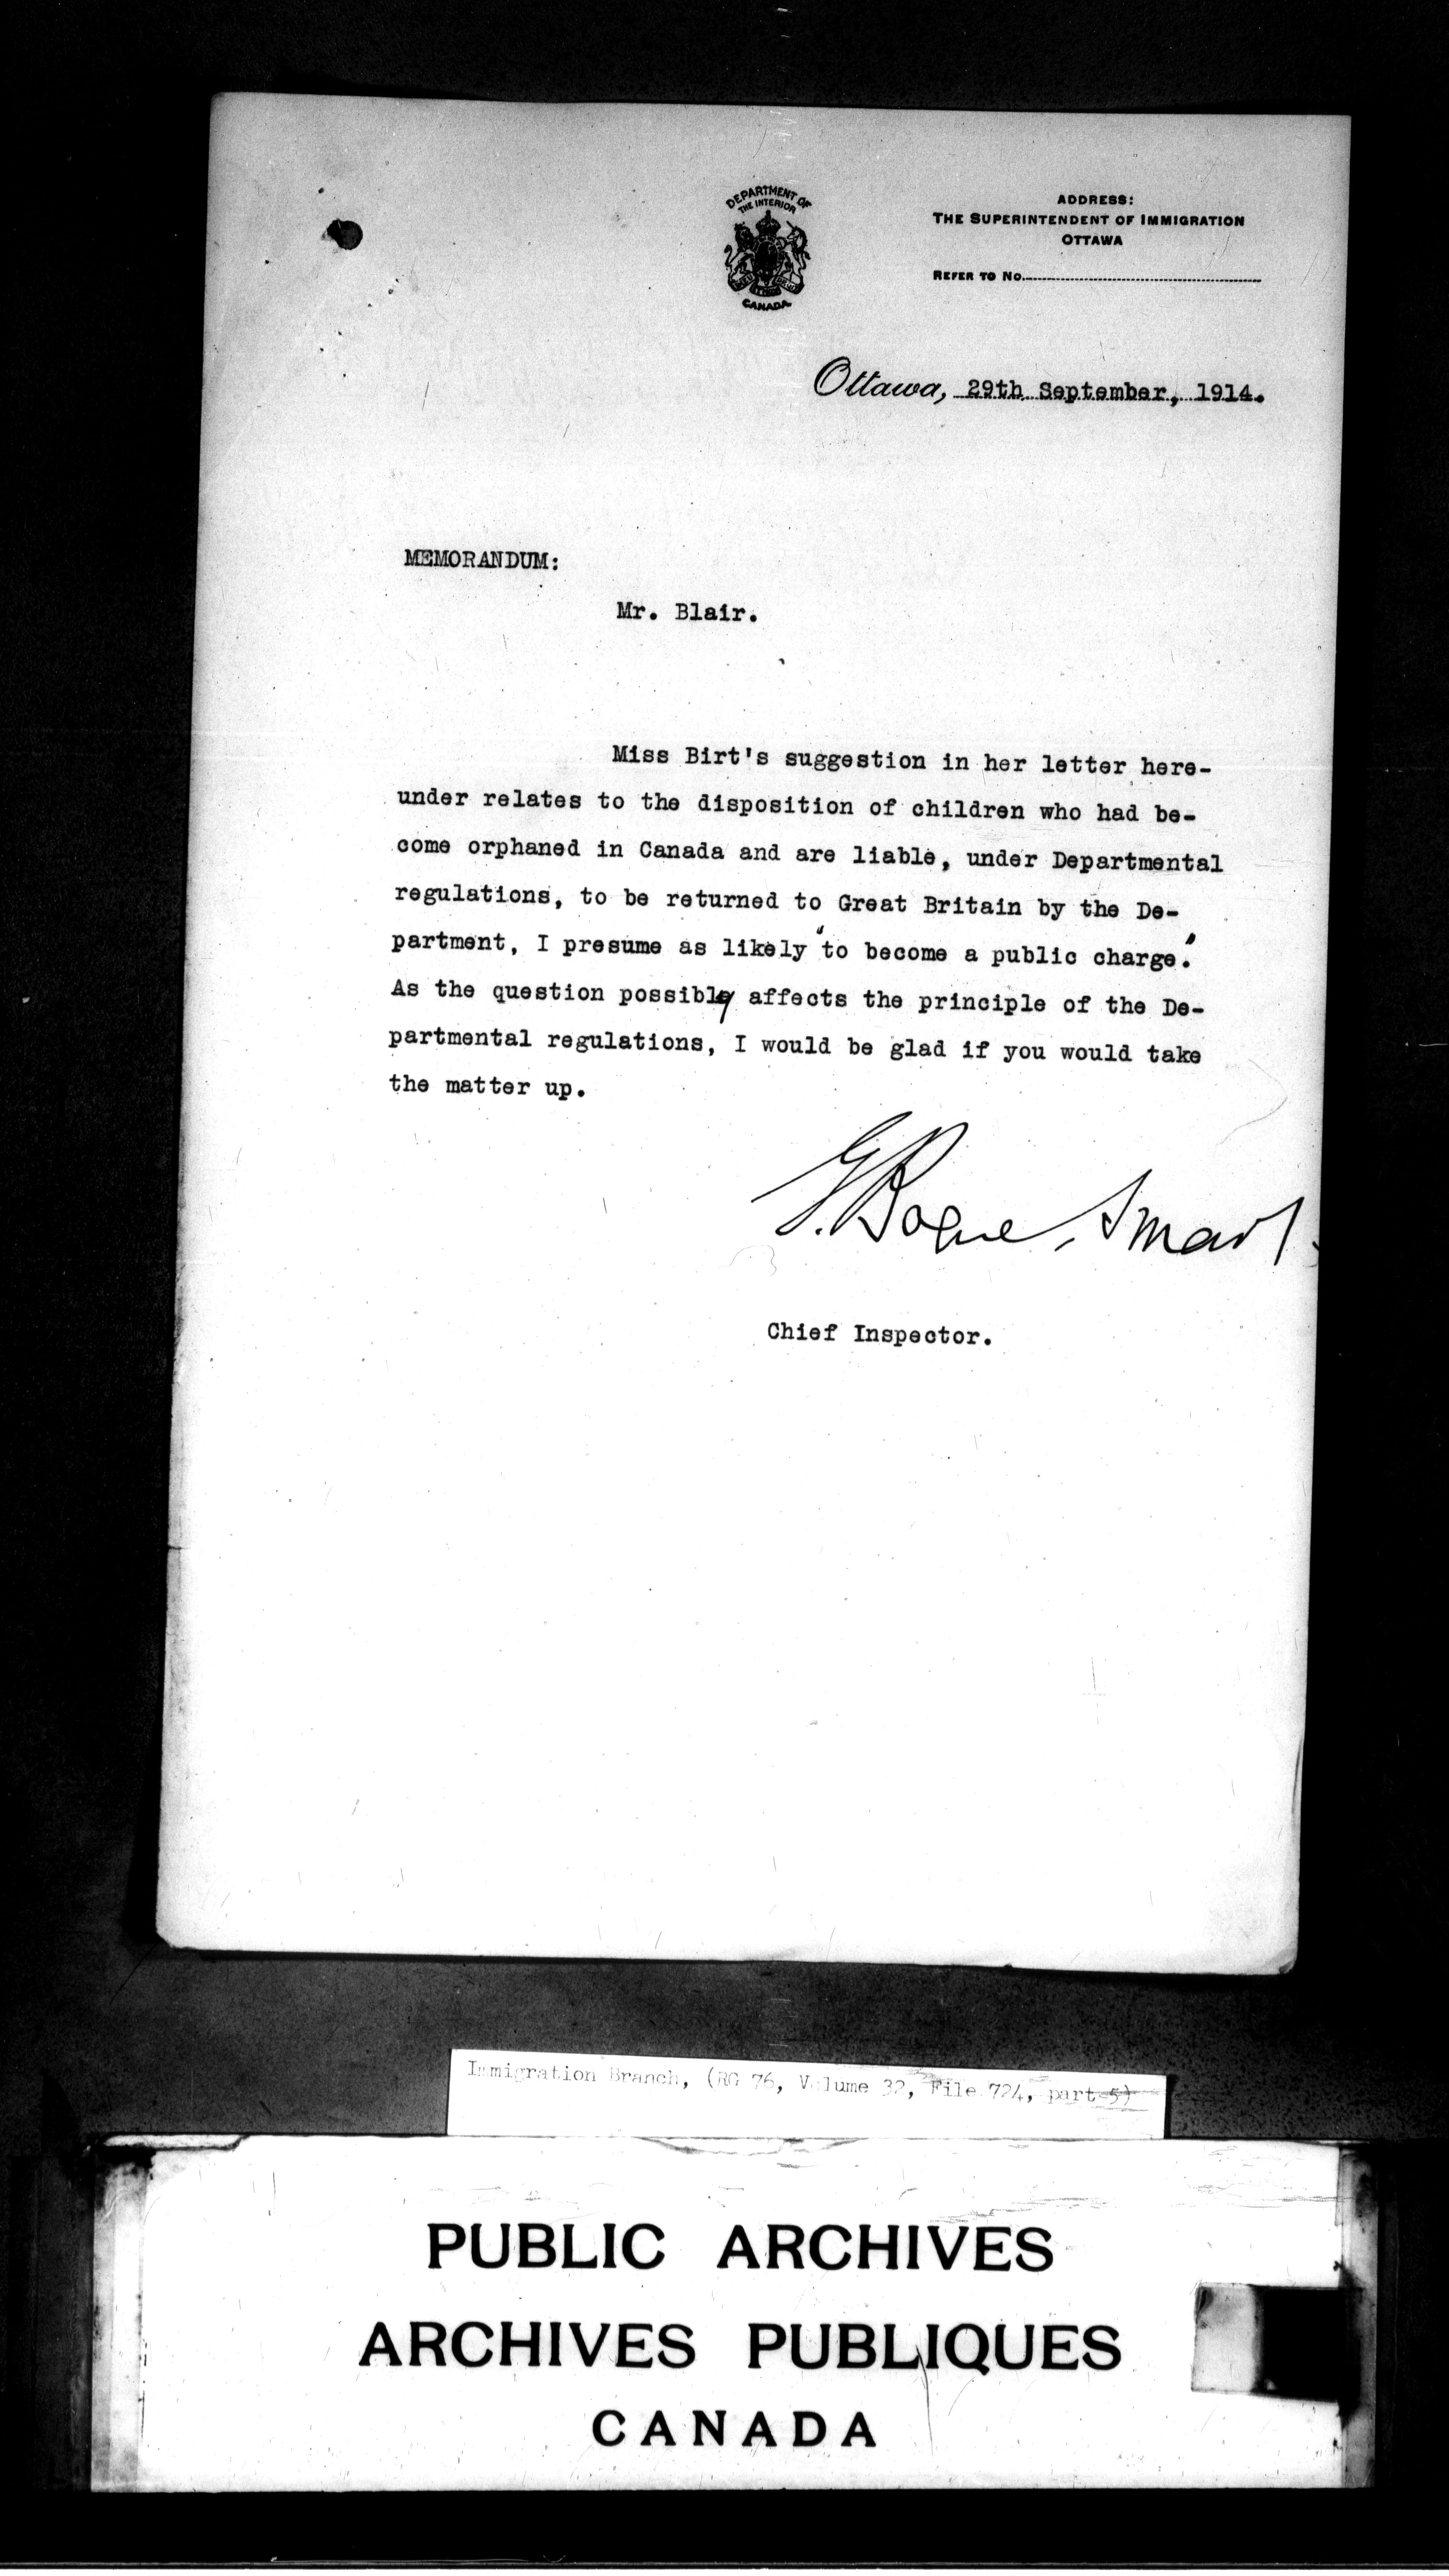 DEPARTMENT OF
THE INTERIOR
CANADA
ADDRESS:
THE SUPERINTENDENT OF IMMIGRATION
OTTAWA
REFER TO No.
Ottawa, 29th September, 1914.
MEMORANDUM:
Mr. Blair.
Miss Birt's suggestion in her letter here-
under relates to the disposition of children who had be-
come orphaned in Canada and are liable, under Departmental
regulations, to be returned to Great Britain by the De-
partment, I presume as likely "to become a public charge".
As the question possibly affects the principle of the De-
partmental regulations, I would be glad if you would take
the matter up.
G. Bogue Smart
Chief Inspector.
Immigration Branch, (RG 76, Volume 32, File 724, part 5)
PUBLIC ARCHIVES
ARCHIVES PUBLIQUES
CANADA